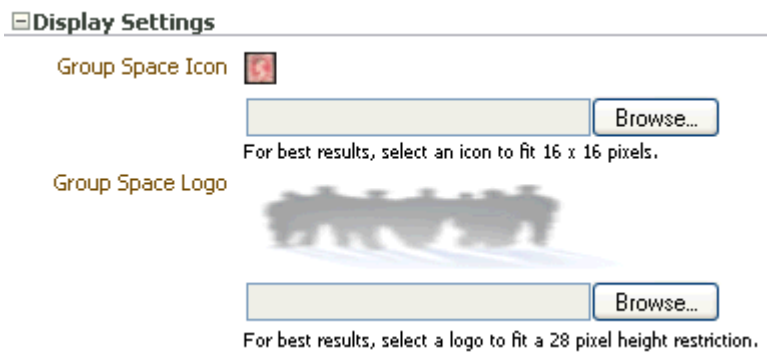 Display Settings
Group Space Icon
Browse...
For best results, select an icon to fit 16 x 16 pixels.
Group Space Logo
Browse...
For best results, select a logo to fit a 28 pixel height restriction.